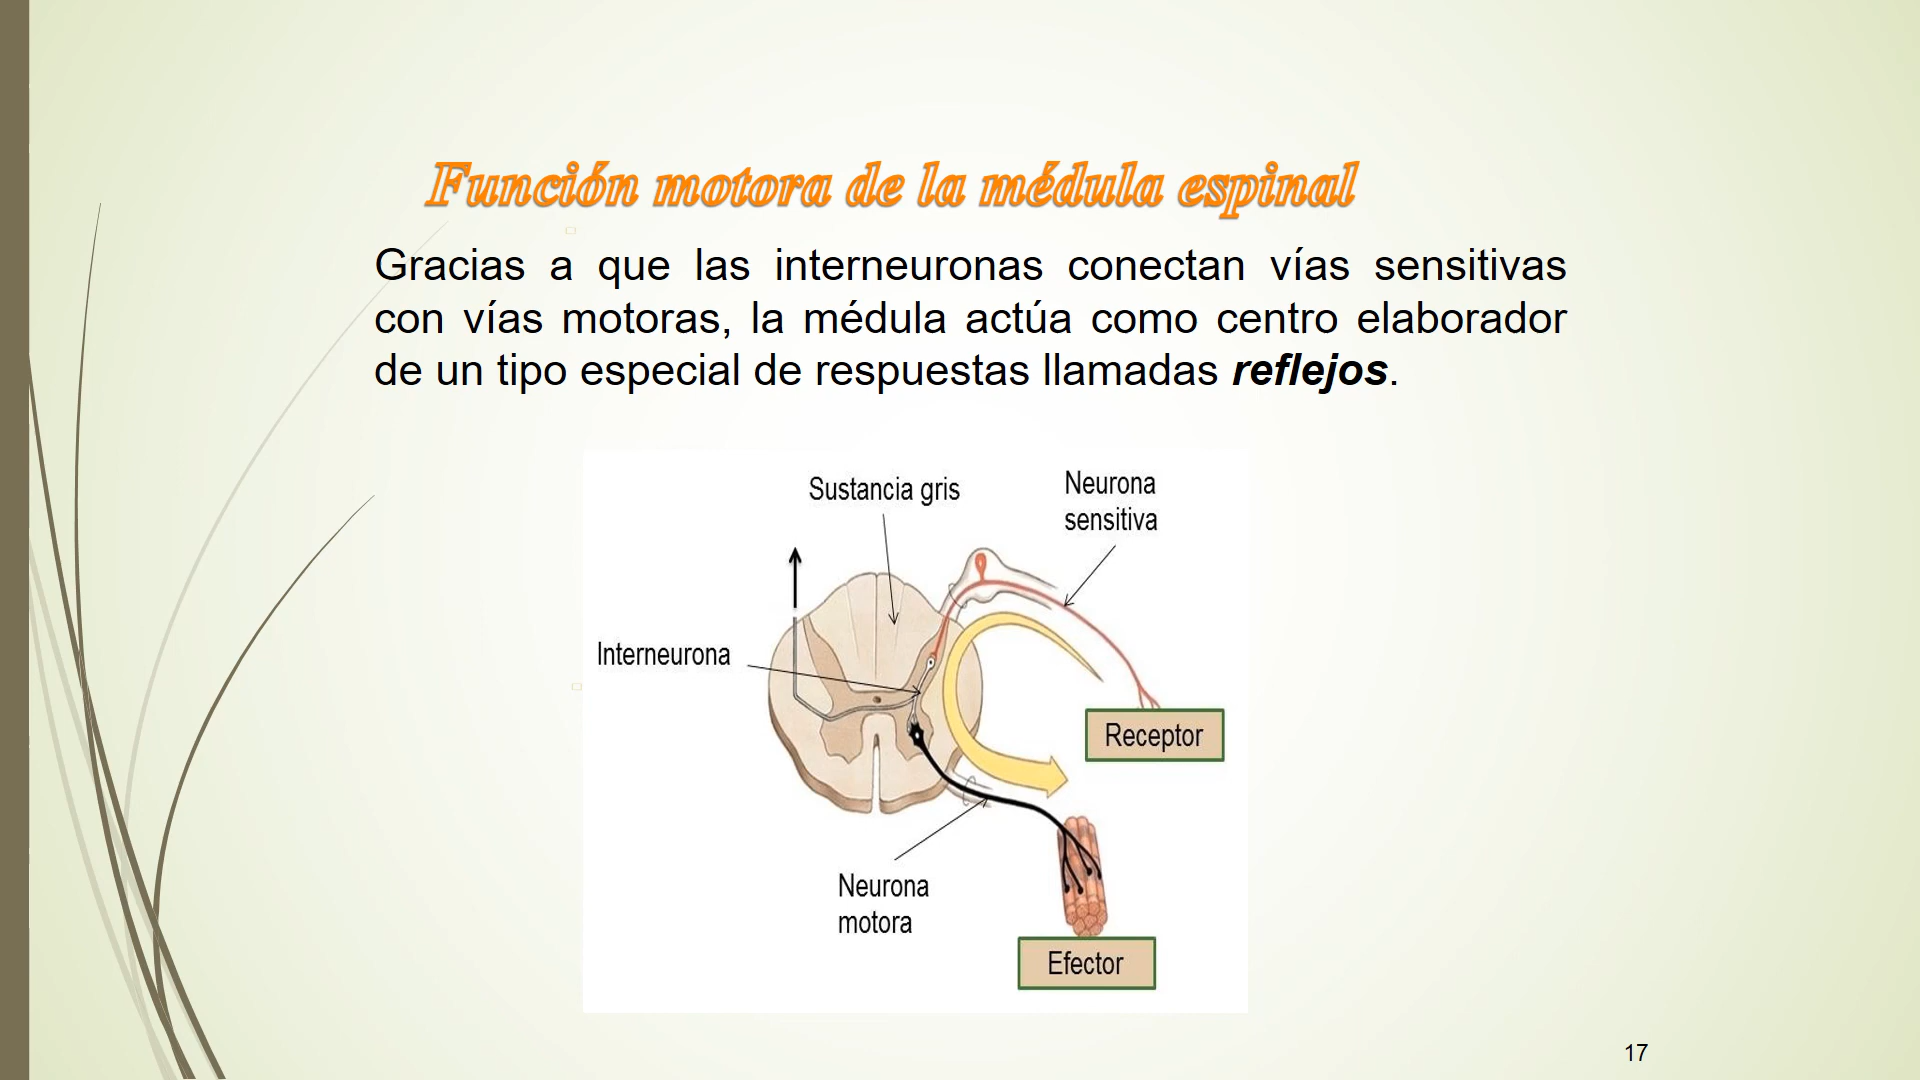 Función motora de la médula espinal
Gracias a que las interneuronas conectan vías sensitivas
con vías motoras, la médula actúa como centro elaborador
de un tipo especial de respuestas llamadas reflejos.
Sustancia gris
Neurona
sensitiva
Interneurona
Receptor
Neurona
motora
Efector
17